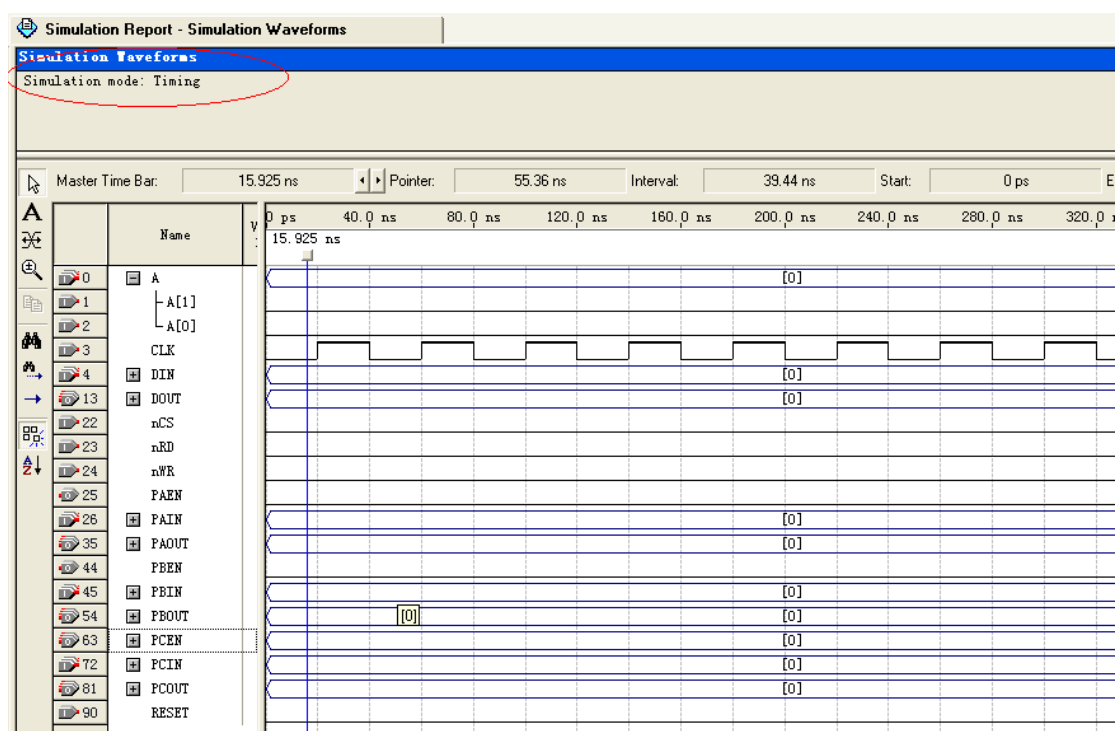 Simulation Report - Simulation Waveforms
Simulation Waveforms
Simulation mode: Timing
Master Time Bar: 15.925 ns Pointer: 55.36 ns Interval: 39.44 ns Start: 0 ps E
A
Name V 0 ps 40.0 ns 80.0 ns 120.0 ns 160.0 ns 200.0 ns 240.0 ns 280.0 ns 320.0 n
15.925 ns
0 A [0]
1 A[1]
2 A[0]
3 CLK
4 DIN [0]
13 DOUT [0]
22 nCS
23 nRD
24 nWR
25 PAEN
26 PAIN [0]
35 PAOUT [0]
44 PBEN
45 PBIN [0]
54 PBOUT [0] [0]
63 PCEN [0]
72 PCIN [0]
81 PCOUT [0]
90 RESET